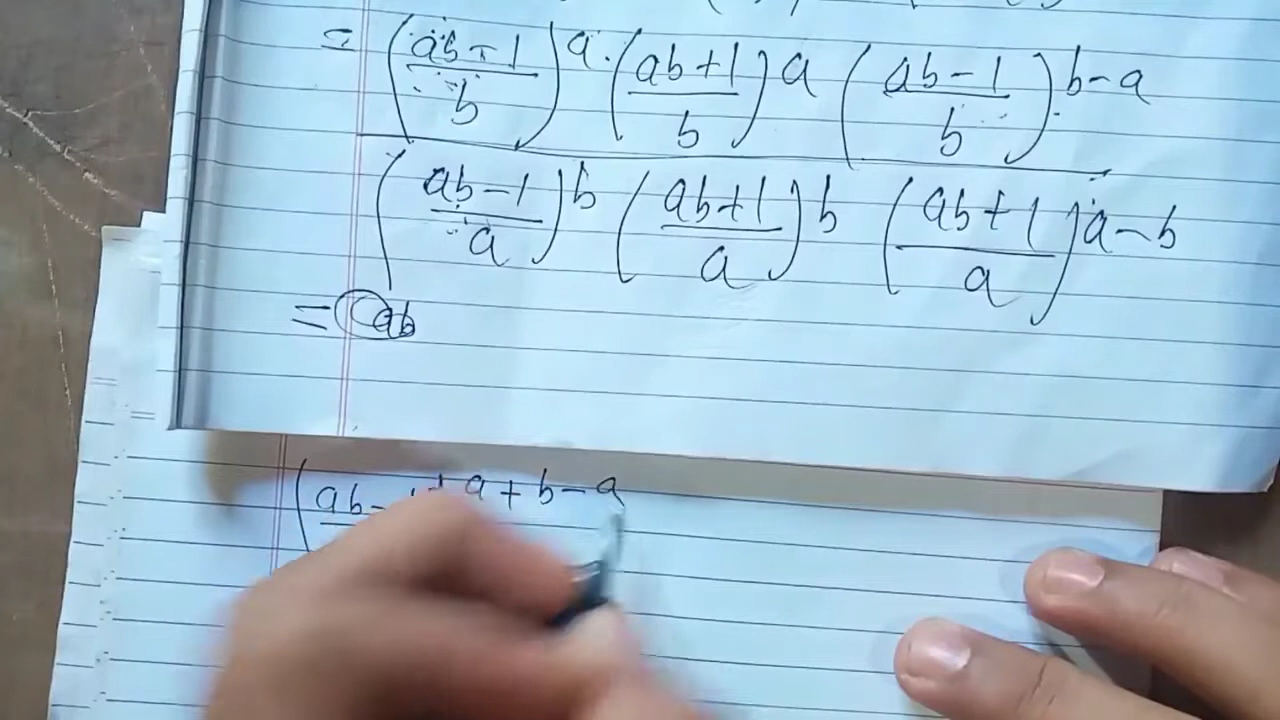 = (ab-1/b)^a . (ab+1/b)^a (ab-1/b)^b-a
(ab-1/a)^b (ab+1/a)^b (ab+1/a)^a-b
= ab
(ab- a+b-a